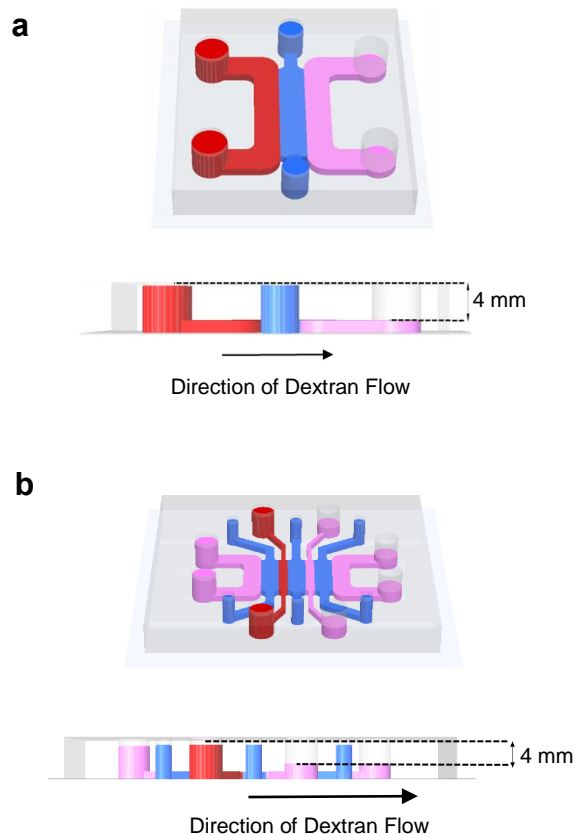 a
4 mm
Direction of Dextran Flow
b
4 mm
Direction of Dextran Flow